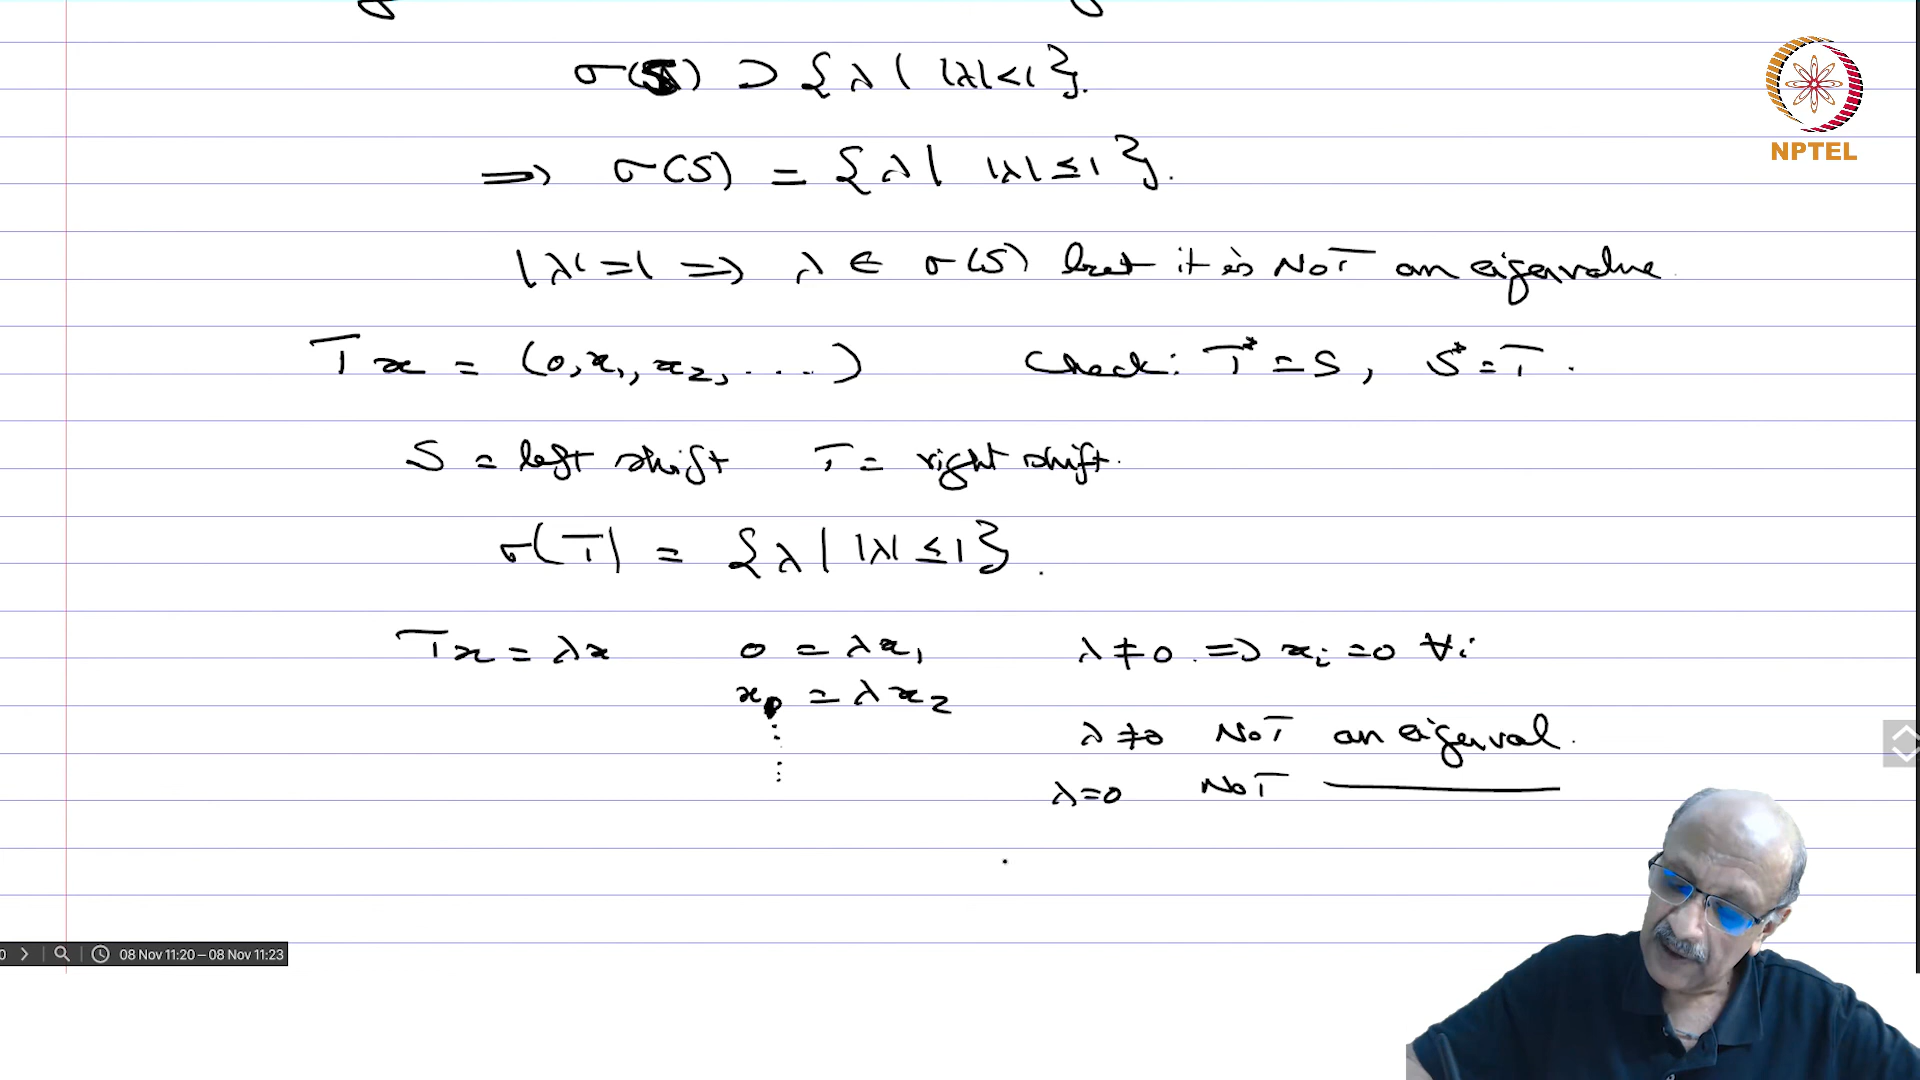 σ(S) ⊃ {λ | |λ|<1}.
NPTEL
⇒ σ(S) = {λ | |λ| ≤ 1}.
|λ|=1 ⇒ λ ∈ σ(S) but it is NOT an eigenvalue.
Tx = (0, x₁, x₂, ....) Check: T* = S, S* = T.
S = left shift T = right shift.
σ(T) = {λ | |λ| ≤ 1}.
Tx = λx 0 = λx₁ λ ≠ 0. ⇒ xᵢ = 0 ∀i
x₁ = λx₂
λ ≠ 0 NOT an eigenval.
λ = 0 NOT ———
08 Nov 11:20 – 08 Nov 11:23